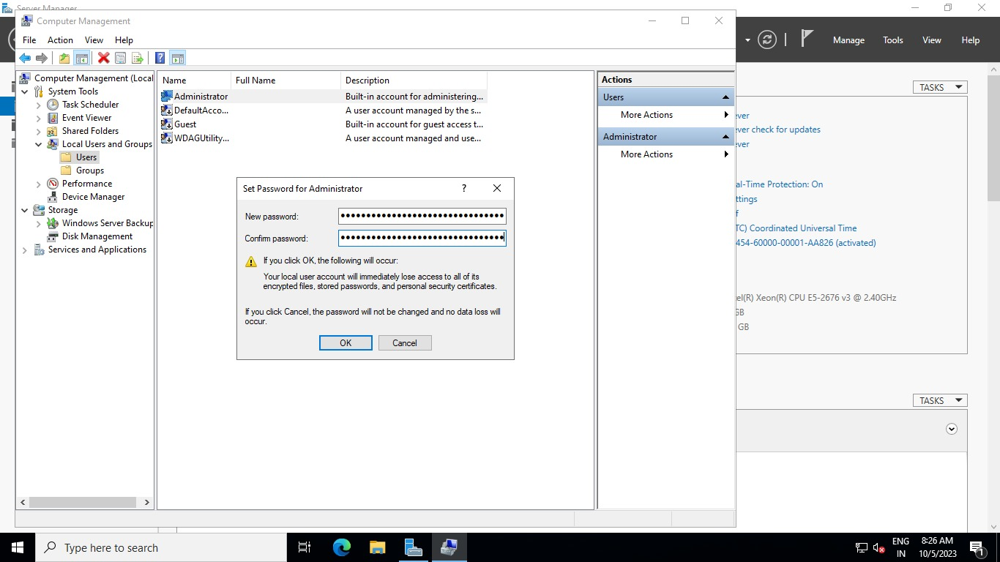 Server Manager
Computer Management
File Action View Help
Manage Tools View Help
Computer Management (Local
System Tools
Task Scheduler
Event Viewer
Shared Folders
Local Users and Groups
Users
Groups
Performance
Device Manager
Storage
Windows Server Backup
Disk Management
Services and Applications
Name Full Name Description
Administrator Built-in account for administering...
DefaultAcco... A user account managed by the s...
Guest Built-in account for guest access t...
WDAGUtility... A user account managed and use...
Actions
Users
More Actions
Administrator
More Actions
Set Password for Administrator
New password:
Confirm password:
If you click OK, the following will occur:
Your local user account will immediately lose access to all of its
encrypted files, stored passwords, and personal security certificates.
If you click Cancel, the password will not be changed and no data loss will
occur.
OK Cancel
TASKS
ever
ever check for updates
ever
al-Time Protection: On
ttings
f
TC) Coordinated Universal Time
454-60000-00001-AA826 (activated)
el(R) Xeon(R) CPU E5-2676 v3 @ 2.40GHz
GB
GB
TASKS
Type here to search
ENG
IN
8:26 AM
10/5/2023
1